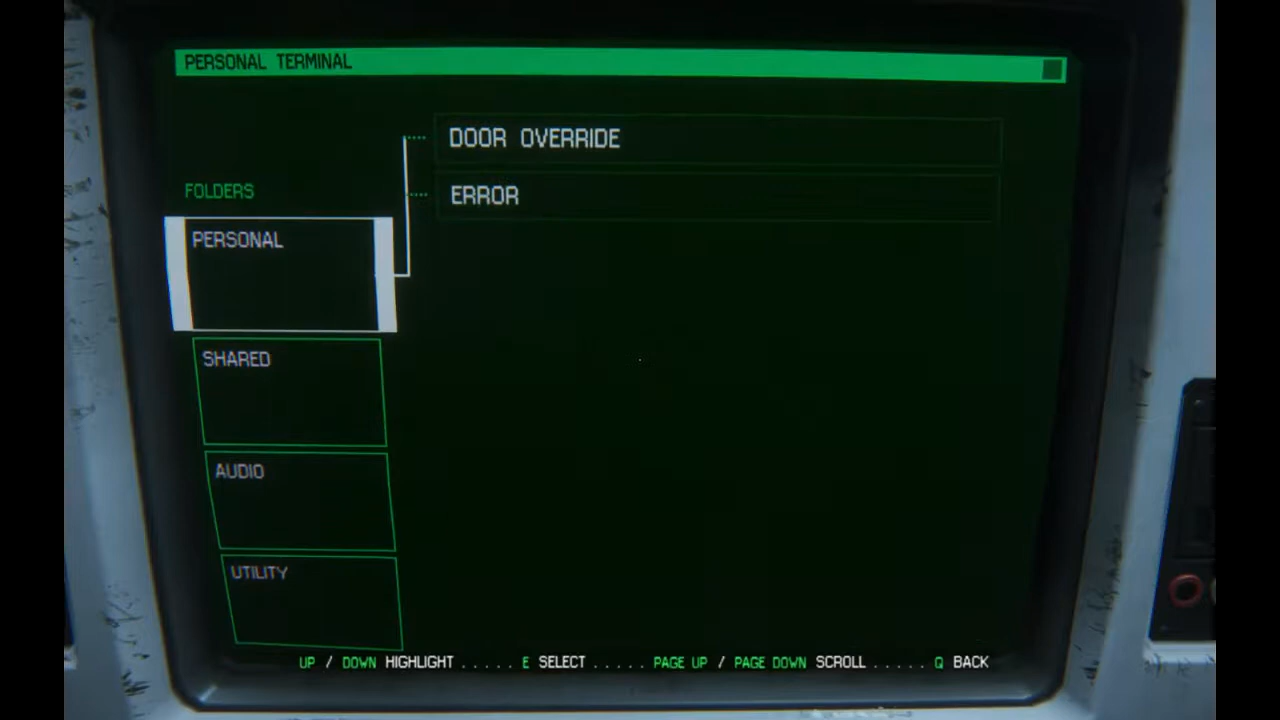 PERSONAL TERMINAL
FOLDERS
PERSONAL
SHARED
AUDIO
UTILITY
DOOR OVERRIDE
ERROR
UP / DOWN HIGHLIGHT ..... E SELECT ..... PAGE UP / PAGE DOWN SCROLL ..... Q BACK